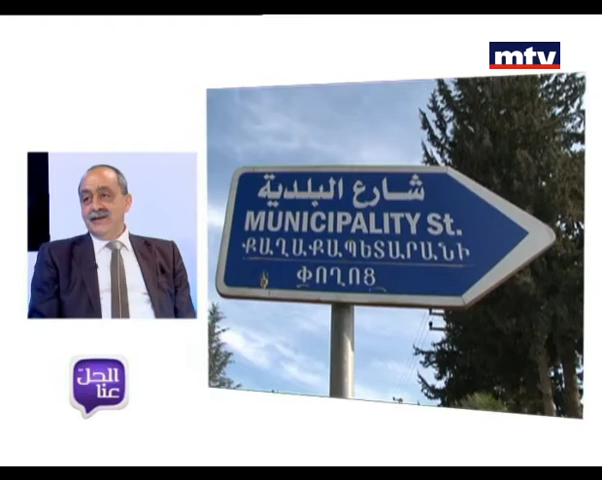 mtv
شارع البلدية
MUNICIPALITY St.
ՔԱՂԱՔԱՊԵՏԱՐԱՆԻ
ՓՈՂՈՑ
الحلّ
عنا